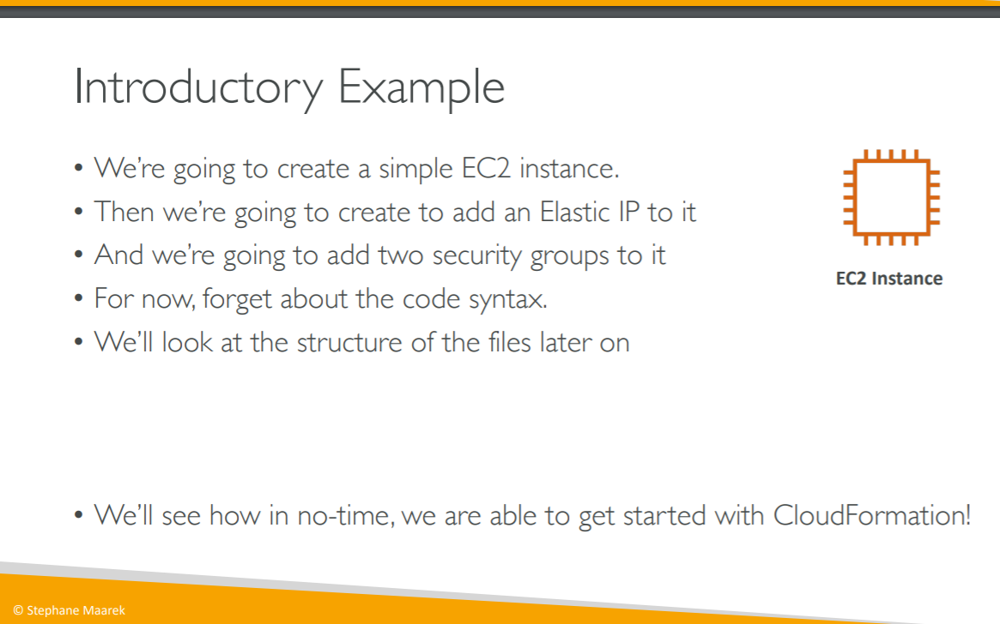 Introductory Example
• We're going to create a simple EC2 instance.
• Then we're going to create to add an Elastic IP to it
• And we're going to add two security groups to it
• For now, forget about the code syntax.
• We'll look at the structure of the files later on
EC2 Instance
• We'll see how in no-time, we are able to get started with CloudFormation!
© Stephane Maarek